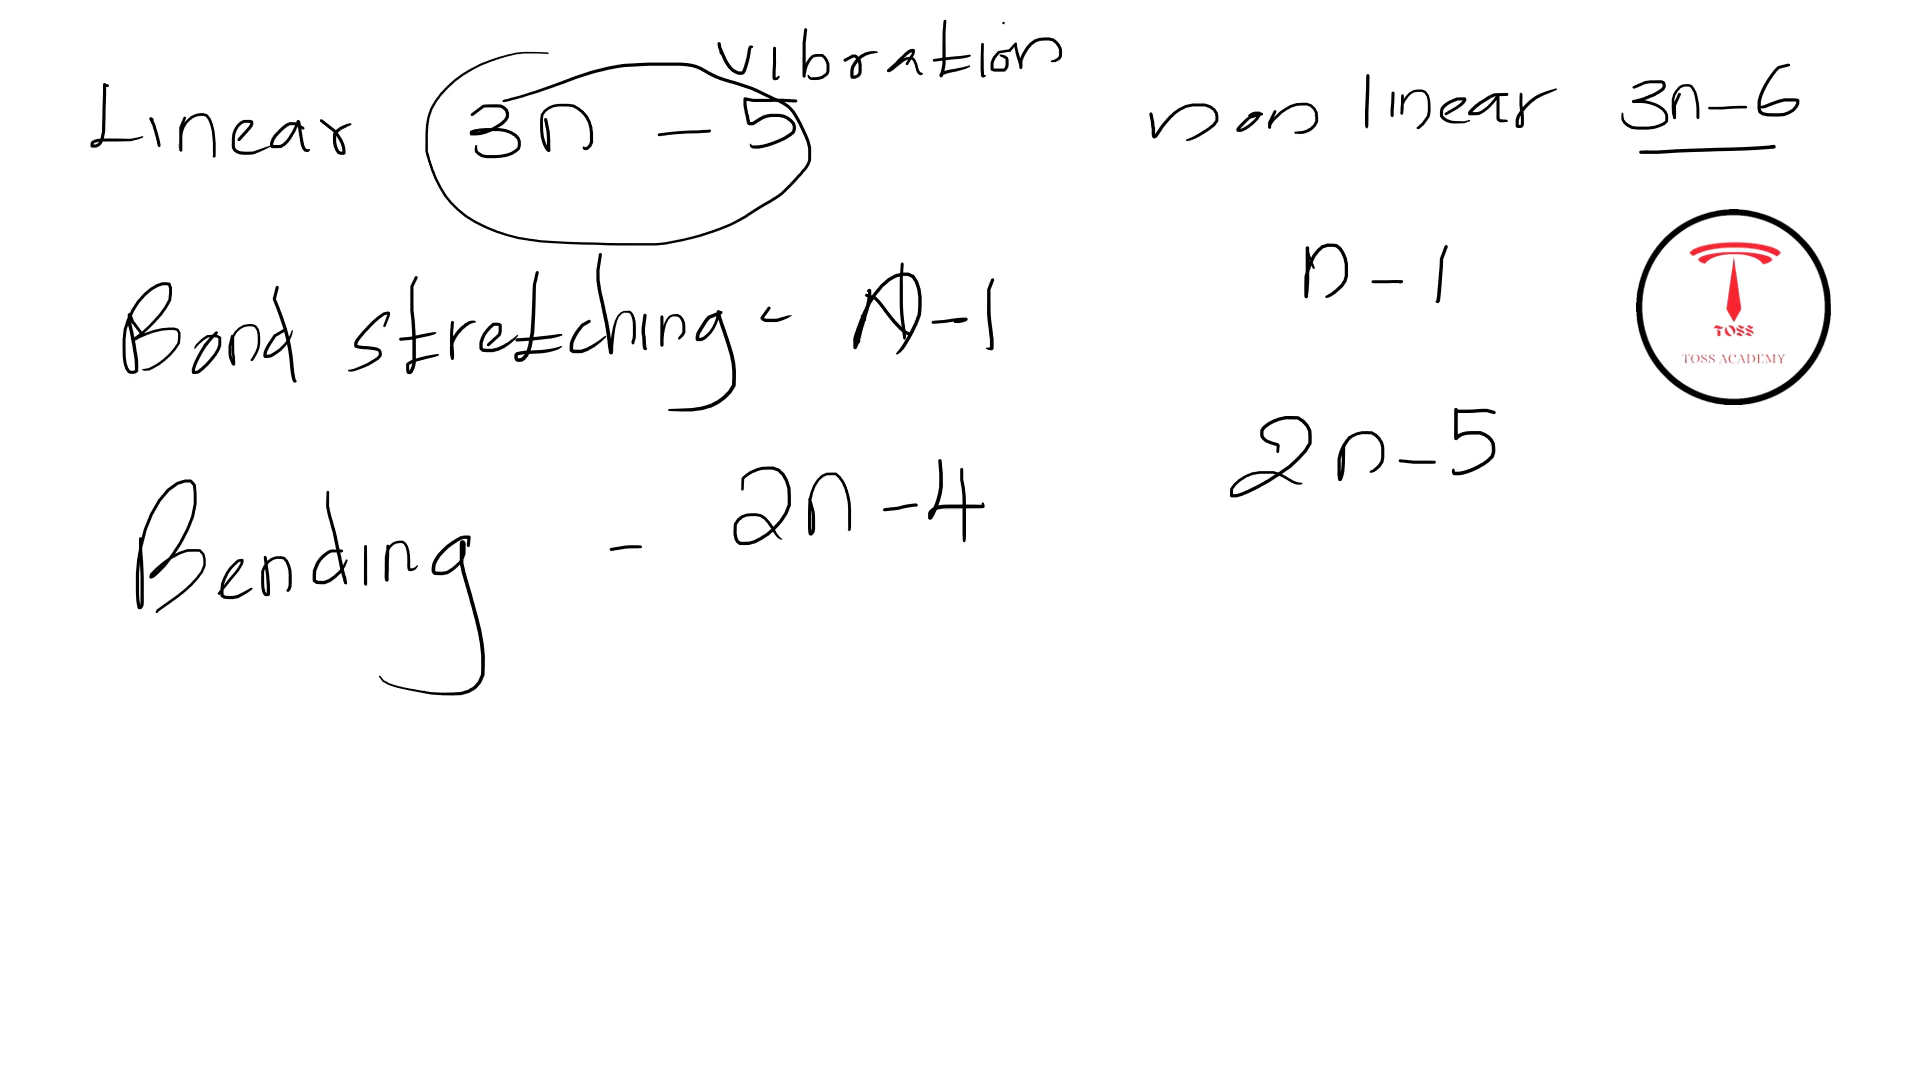 vibration
Linear 3n - 5
non linear 3n-6
Bond stretching - n-1
n-1
Bending - 2n-4
2n-5
TOSS
TOSS ACADEMY